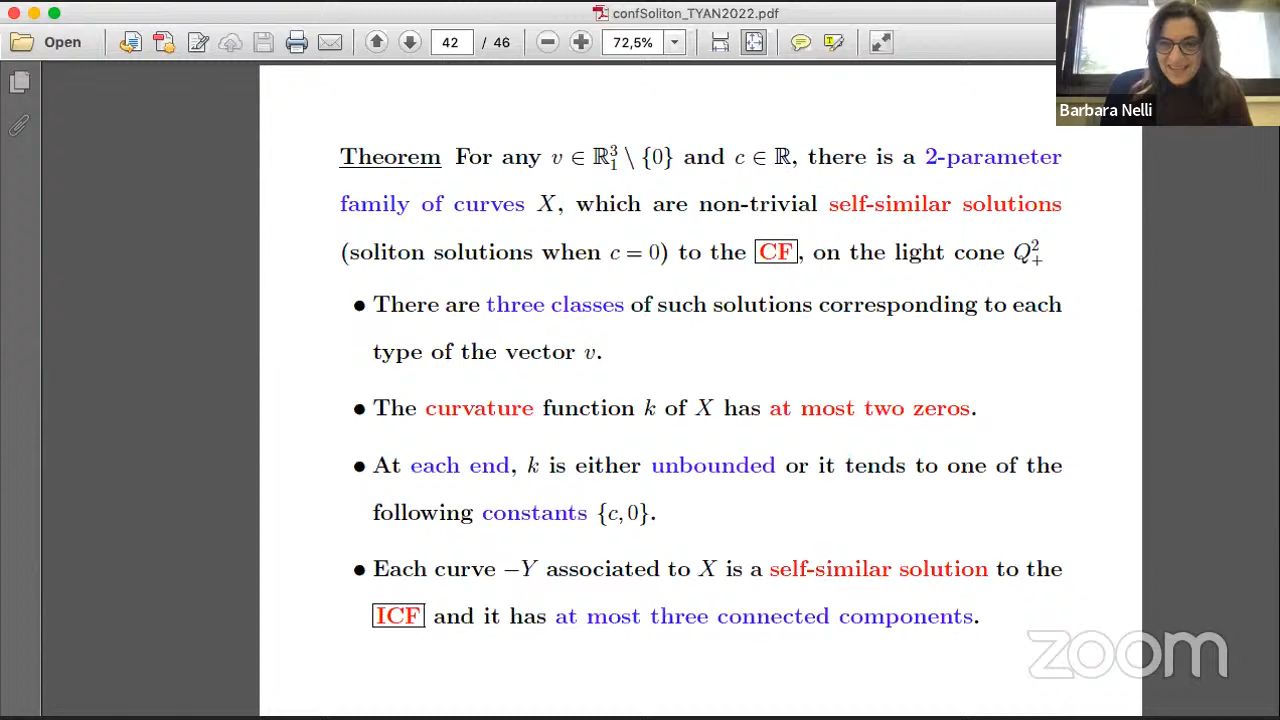 confSoliton_TYAN2022.pdf
Open
42 / 46
72,5%
Barbara Nelli
Theorem For any v ∈ ℝ³₁ \ {0} and c ∈ ℝ, there is a 2-parameter
family of curves X, which are non-trivial self-similar solutions
(soliton solutions when c = 0) to the CF, on the light cone Q²₊
• There are three classes of such solutions corresponding to each
type of the vector v.
• The curvature function k of X has at most two zeros.
• At each end, k is either unbounded or it tends to one of the
following constants {c, 0}.
• Each curve −Y associated to X is a self-similar solution to the
ICF and it has at most three connected components.
zoom